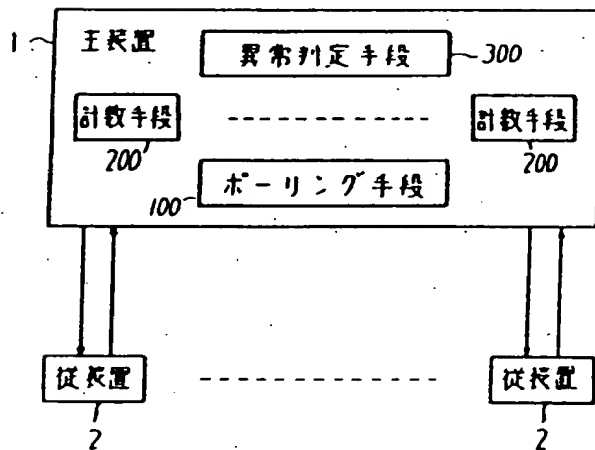 1 主装置 異常判定手段 300
計数手段 計数手段
200 200
100 ポーリング手段
従装置 従装置
2 2